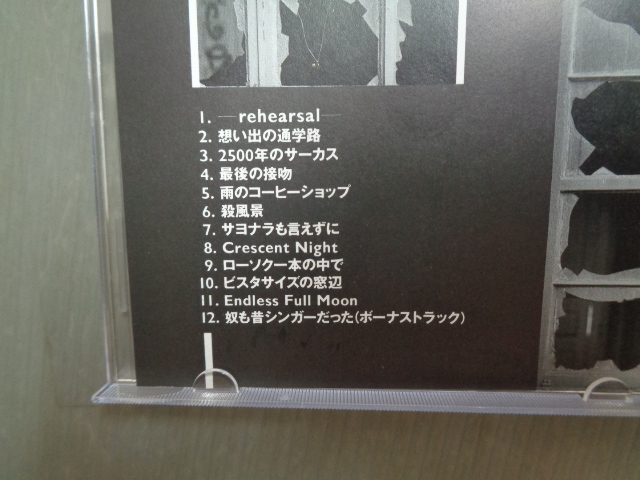 1. —rehearsal—
2. 想い出の通学路
3. 2500年のサーカス
4. 最後の接吻
5. 雨のコーヒーショップ
6. 殺風景
7. サヨナラも言えずに
8. Crescent Night
9. ローソク一本の中で
10. ビスタサイズの窓辺
11. Endless Full Moon
12. 奴も昔シンガーだった(ボーナストラック)